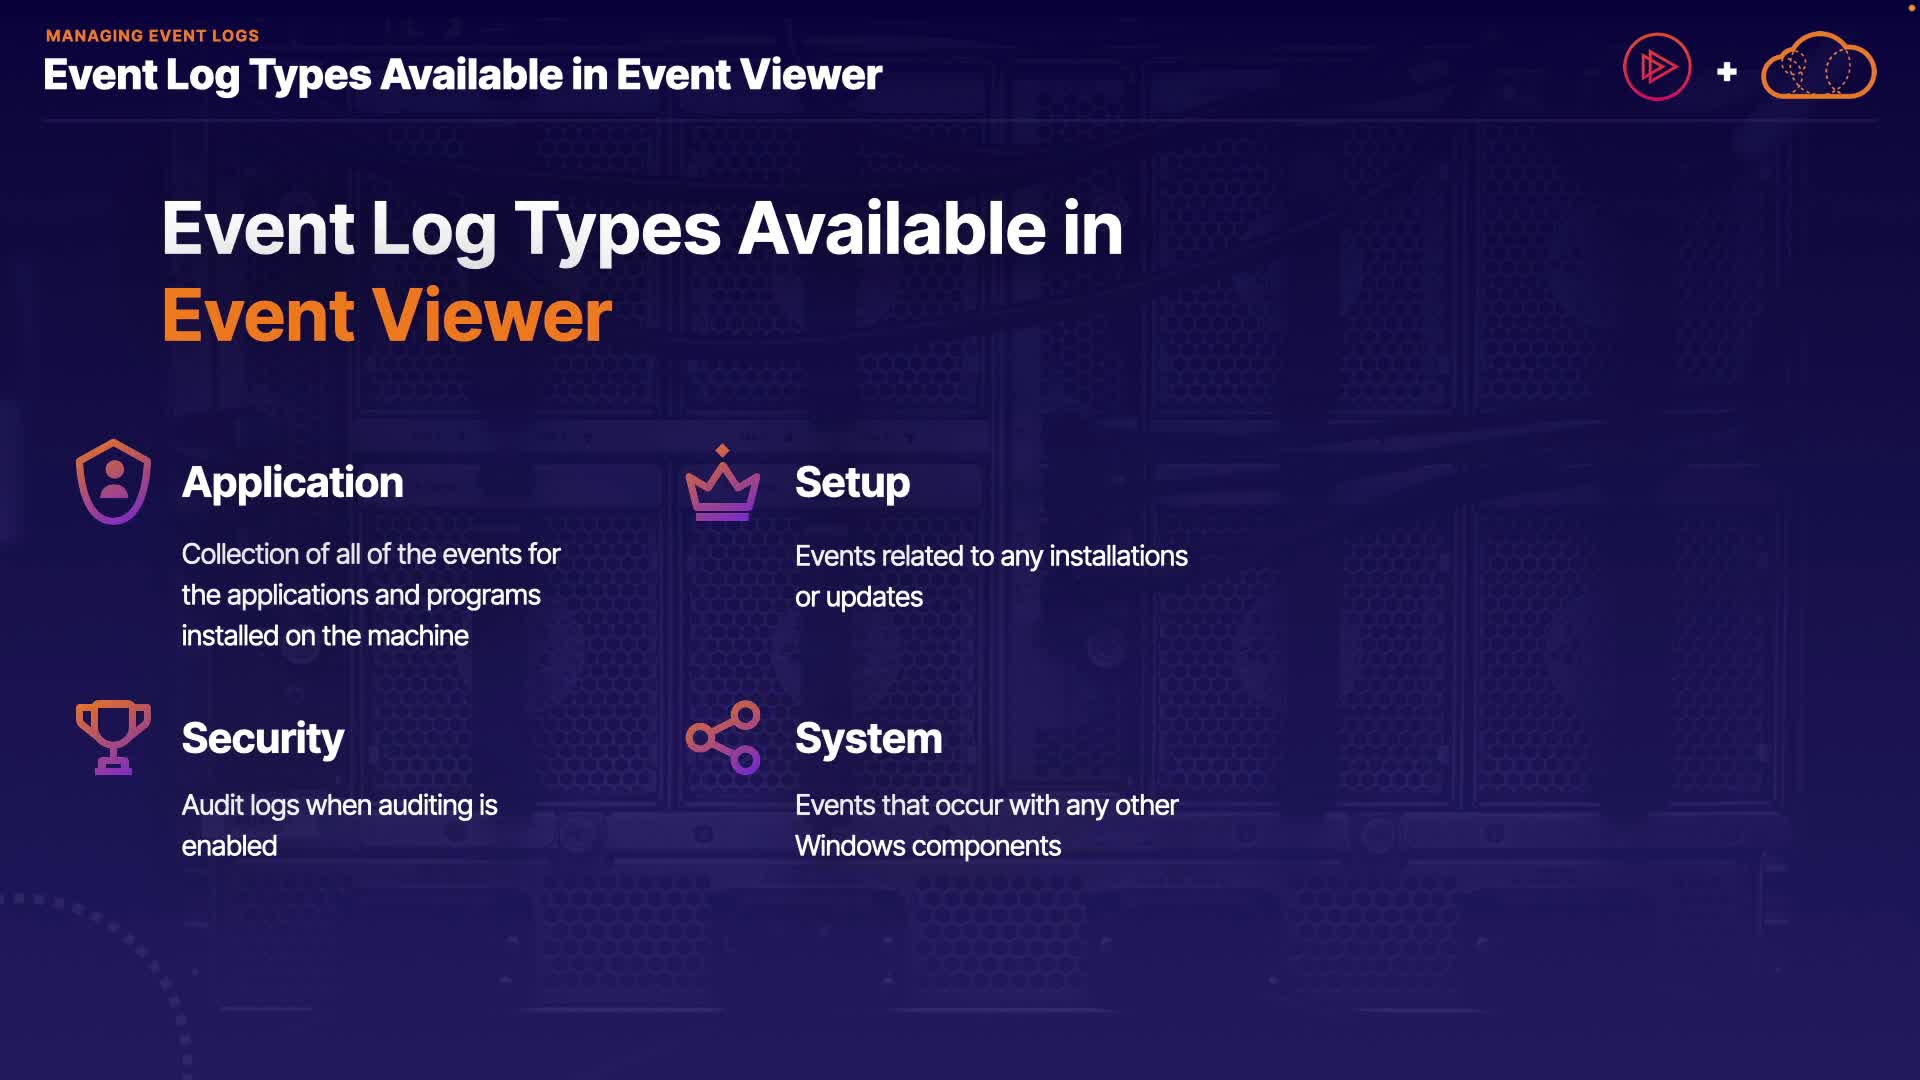 MANAGING EVENT LOGS
Event Log Types Available in Event Viewer
Event Log Types Available in
Event Viewer
Application
Collection of all of the events for
the applications and programs
installed on the machine
Setup
Events related to any installations
or updates
Security
Audit logs when auditing is
enabled
System
Events that occur with any other
Windows components